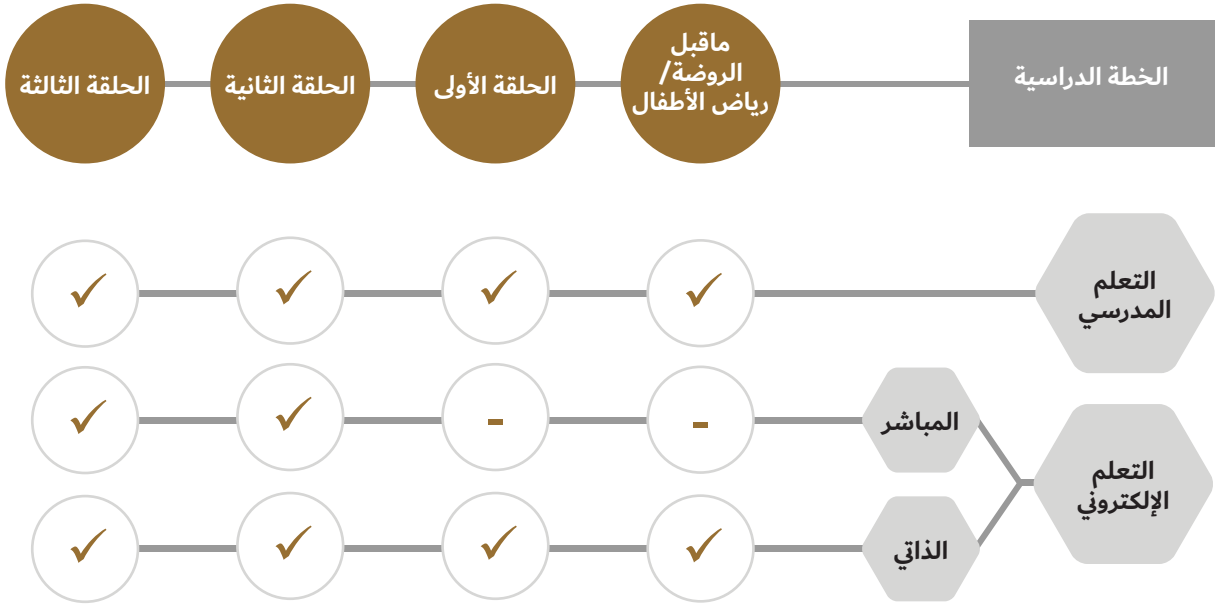 الخطة الدراسية
ماقبل
الروضة/
رياض الأطفال
الحلقة الأولى
الحلقة الثانية
الحلقة الثالثة
التعلم
المدرسي
✓
✓
✓
✓
التعلم
الإلكتروني
المباشر
-
-
✓
✓
الذاتي
✓
✓
✓
✓